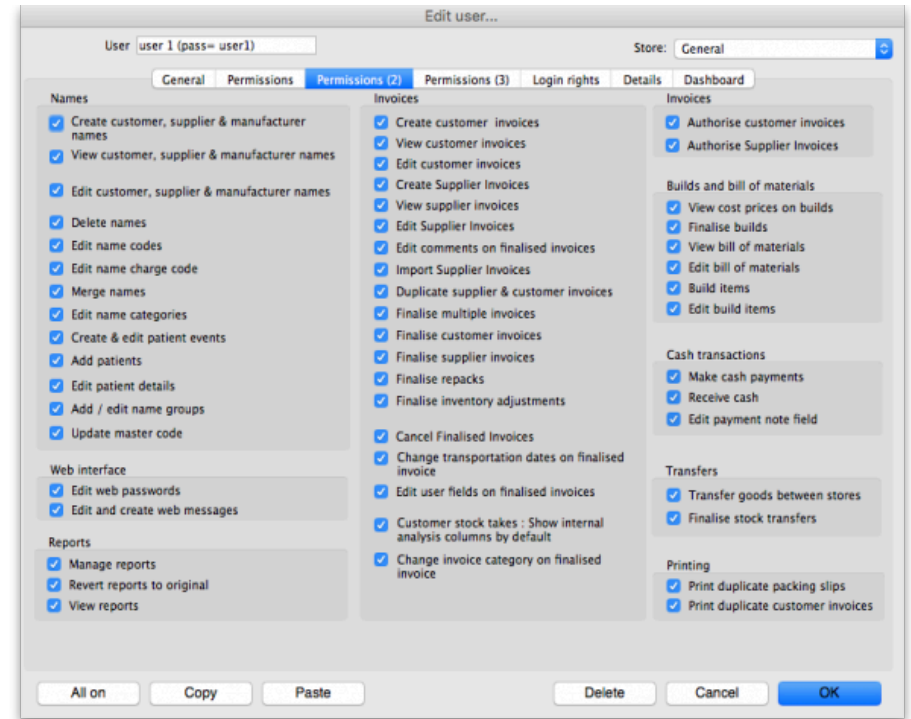 Edit user...
User user 1 (pass= user1)
Store: General
General Permissions Permissions (2) Permissions (3) Login rights Details Dashboard
Names
Create customer, supplier & manufacturer
names
View customer, supplier & manufacturer names
Edit customer, supplier & manufacturer names
Delete names
Edit name codes
Edit name charge code
Merge names
Edit name categories
Create & edit patient events
Add patients
Edit patient details
Add / edit name groups
Update master code
Web interface
Edit web passwords
Edit and create web messages
Reports
Manage reports
Revert reports to original
View reports
Invoices
Create customer invoices
View customer invoices
Edit customer invoices
Create Supplier Invoices
View supplier invoices
Edit Supplier Invoices
Edit comments on finalised invoices
Import Supplier Invoices
Duplicate supplier & customer invoices
Finalise multiple invoices
Finalise customer invoices
Finalise supplier invoices
Finalise repacks
Finalise inventory adjustments
Cancel Finalised Invoices
Change transportation dates on finalised
invoice
Edit user fields on finalised invoices
Customer stock takes : Show internal
analysis columns by default
Change invoice category on finalised
invoice
Invoices
Authorise customer invoices
Authorise Supplier Invoices
Builds and bill of materials
View cost prices on builds
Finalise builds
View bill of materials
Edit bill of materials
Build items
Edit build items
Cash transactions
Make cash payments
Receive cash
Edit payment note field
Transfers
Transfer goods between stores
Finalise stock transfers
Printing
Print duplicate packing slips
Print duplicate customer invoices
All on Copy Paste Delete Cancel OK